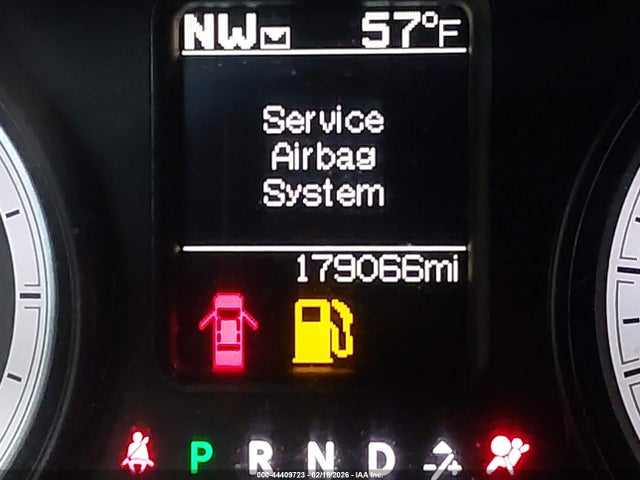 NW 57°F
Service
Airbag
System
179066mi
P R N D
000-44409723 - 02/18/2026 - IAA Inc.